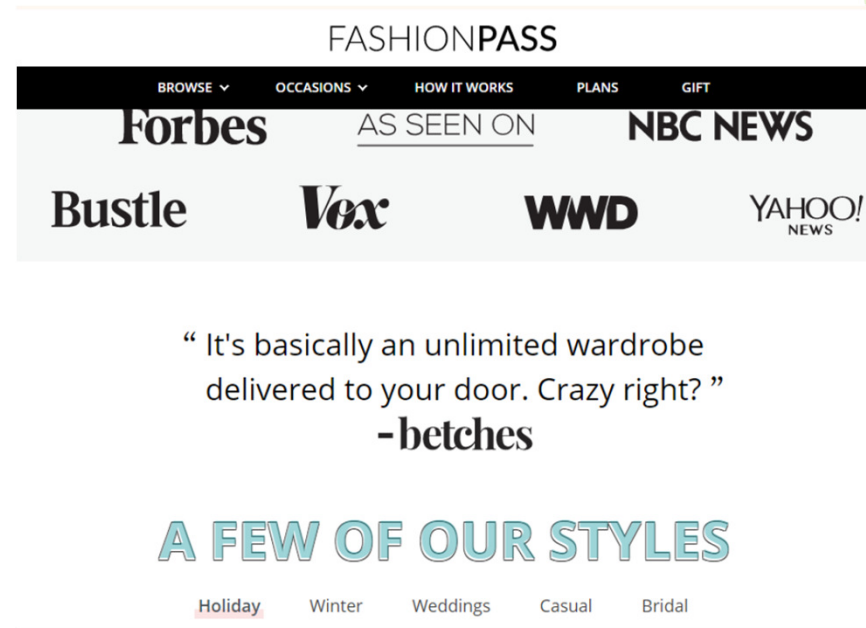 FASHIONPASS
BROWSE OCCASIONS HOW IT WORKS PLANS GIFT
Forbes AS SEEN ON NBC NEWS
Bustle Vox WWD YAHOO!
NEWS
“ It's basically an unlimited wardrobe
delivered to your door. Crazy right? ”
-betches
A FEW OF OUR STYLES
Holiday Winter Weddings Casual Bridal